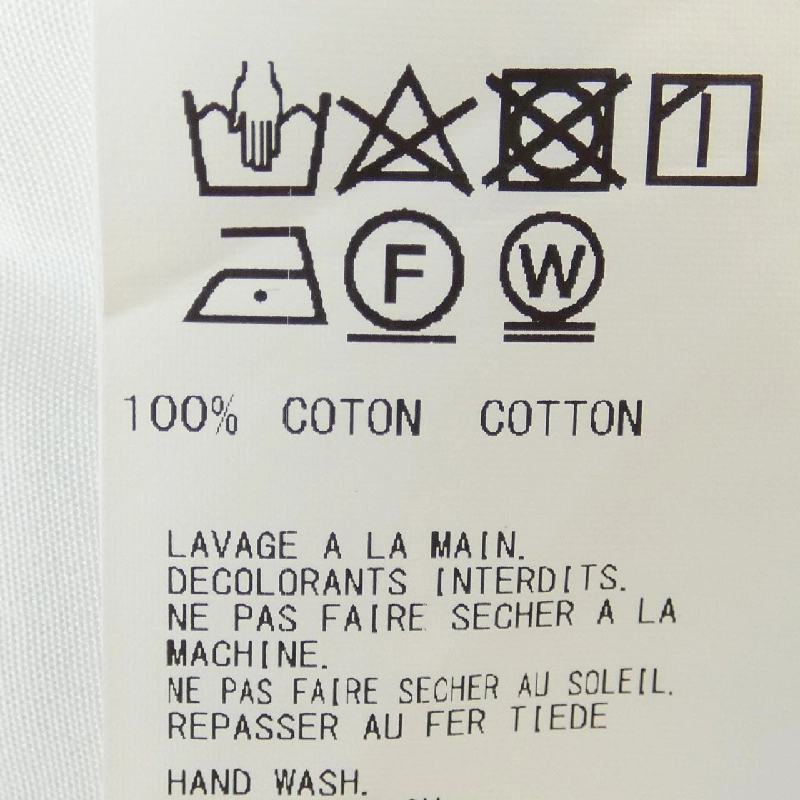 F W
100% COTON COTTON
LAVAGE A LA MAIN.
DECOLORANTS INTERDITS.
NE PAS FAIRE SECHER A LA
MACHINE.
NE PAS FAIRE SECHER AU SOLEIL.
REPASSER AU FER TIEDE
HAND WASH.